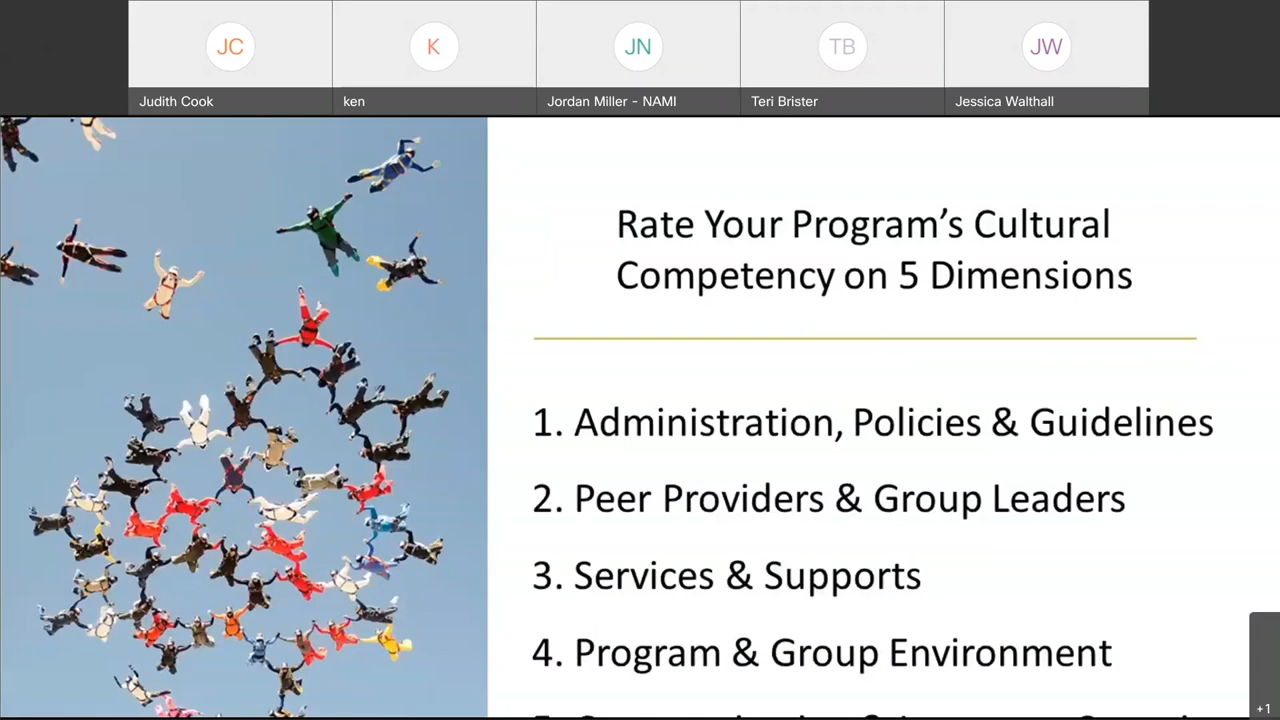 JC
K
JN
TB
JW
Judith Cook
ken
Jordan Miller - NAMI
Teri Brister
Jessica Walthall
Rate Your Program’s Cultural
Competency on 5 Dimensions
1. Administration, Policies & Guidelines
2. Peer Providers & Group Leaders
3. Services & Supports
4. Program & Group Environment
+1